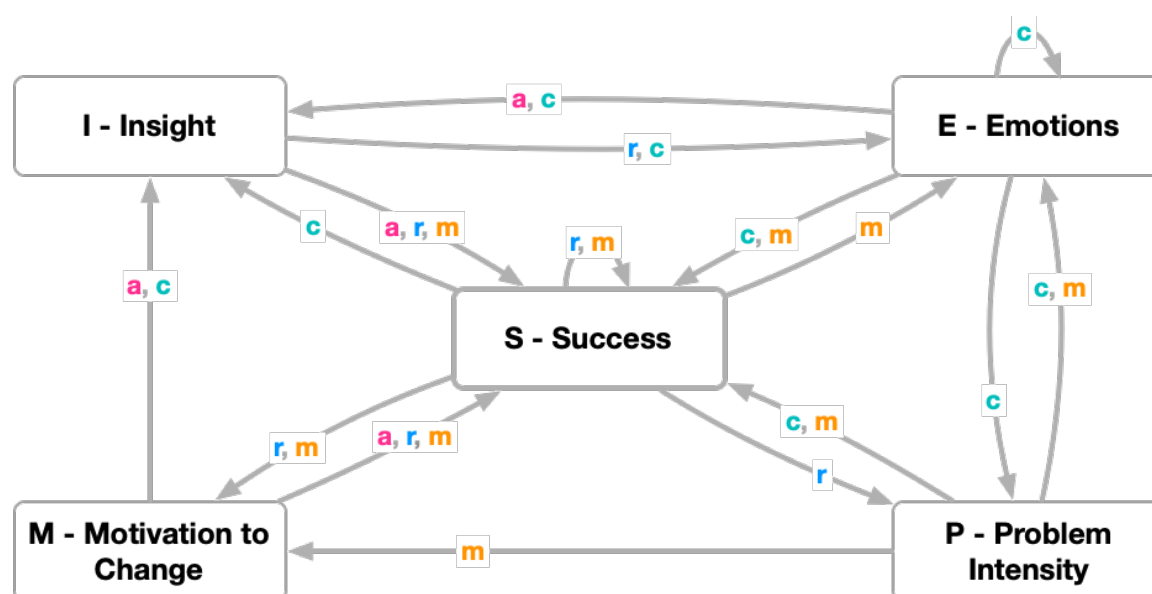 c
a, c
I - Insight
E - Emotions
r, c
c
a, r, m
r, m
c, m
m
a, c
c, m
S - Success
c
c, m
r, m
a, r, m
r
M - Motivation to
Change
m
P - Problem
Intensity